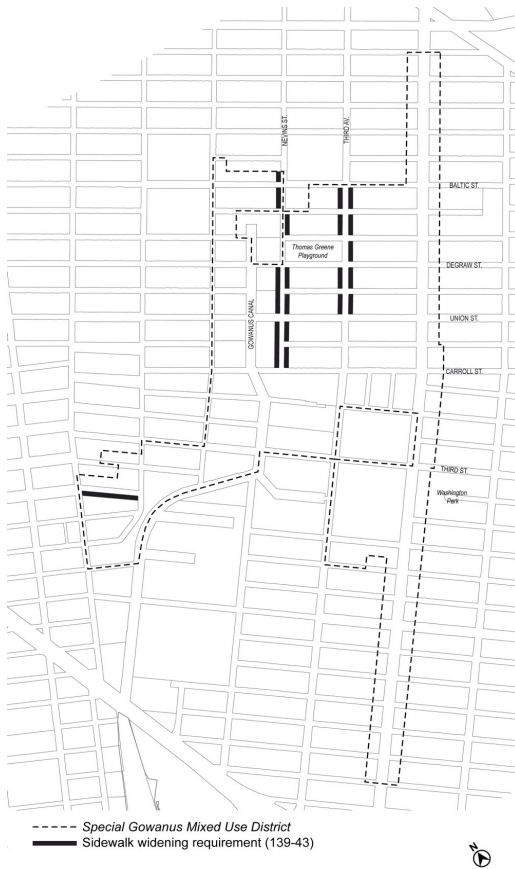 NEVINS ST.
THIRD AV.
BALTIC ST.
Thomas Greene
Playground
DEGRAW ST.
GOWANUS CANAL
UNION ST.
CARROLL ST.
THIRD ST.
Washington
Park
Special Gowanus Mixed Use District
Sidewalk widening requirement (139-43)
N